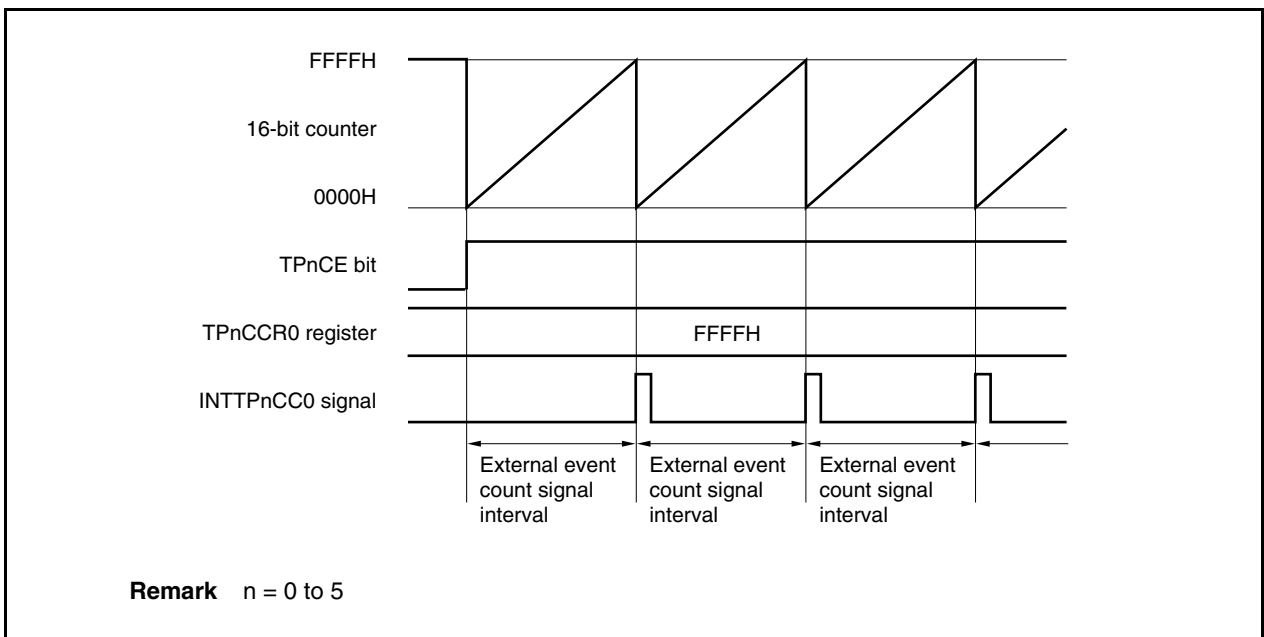 FFFFH
16-bit counter
0000H
TPnCE bit
TPnCCR0 register
FFFFH
INTTPnCC0 signal
External event
count signal
interval
External event
count signal
interval
External event
count signal
interval
Remark n = 0 to 5